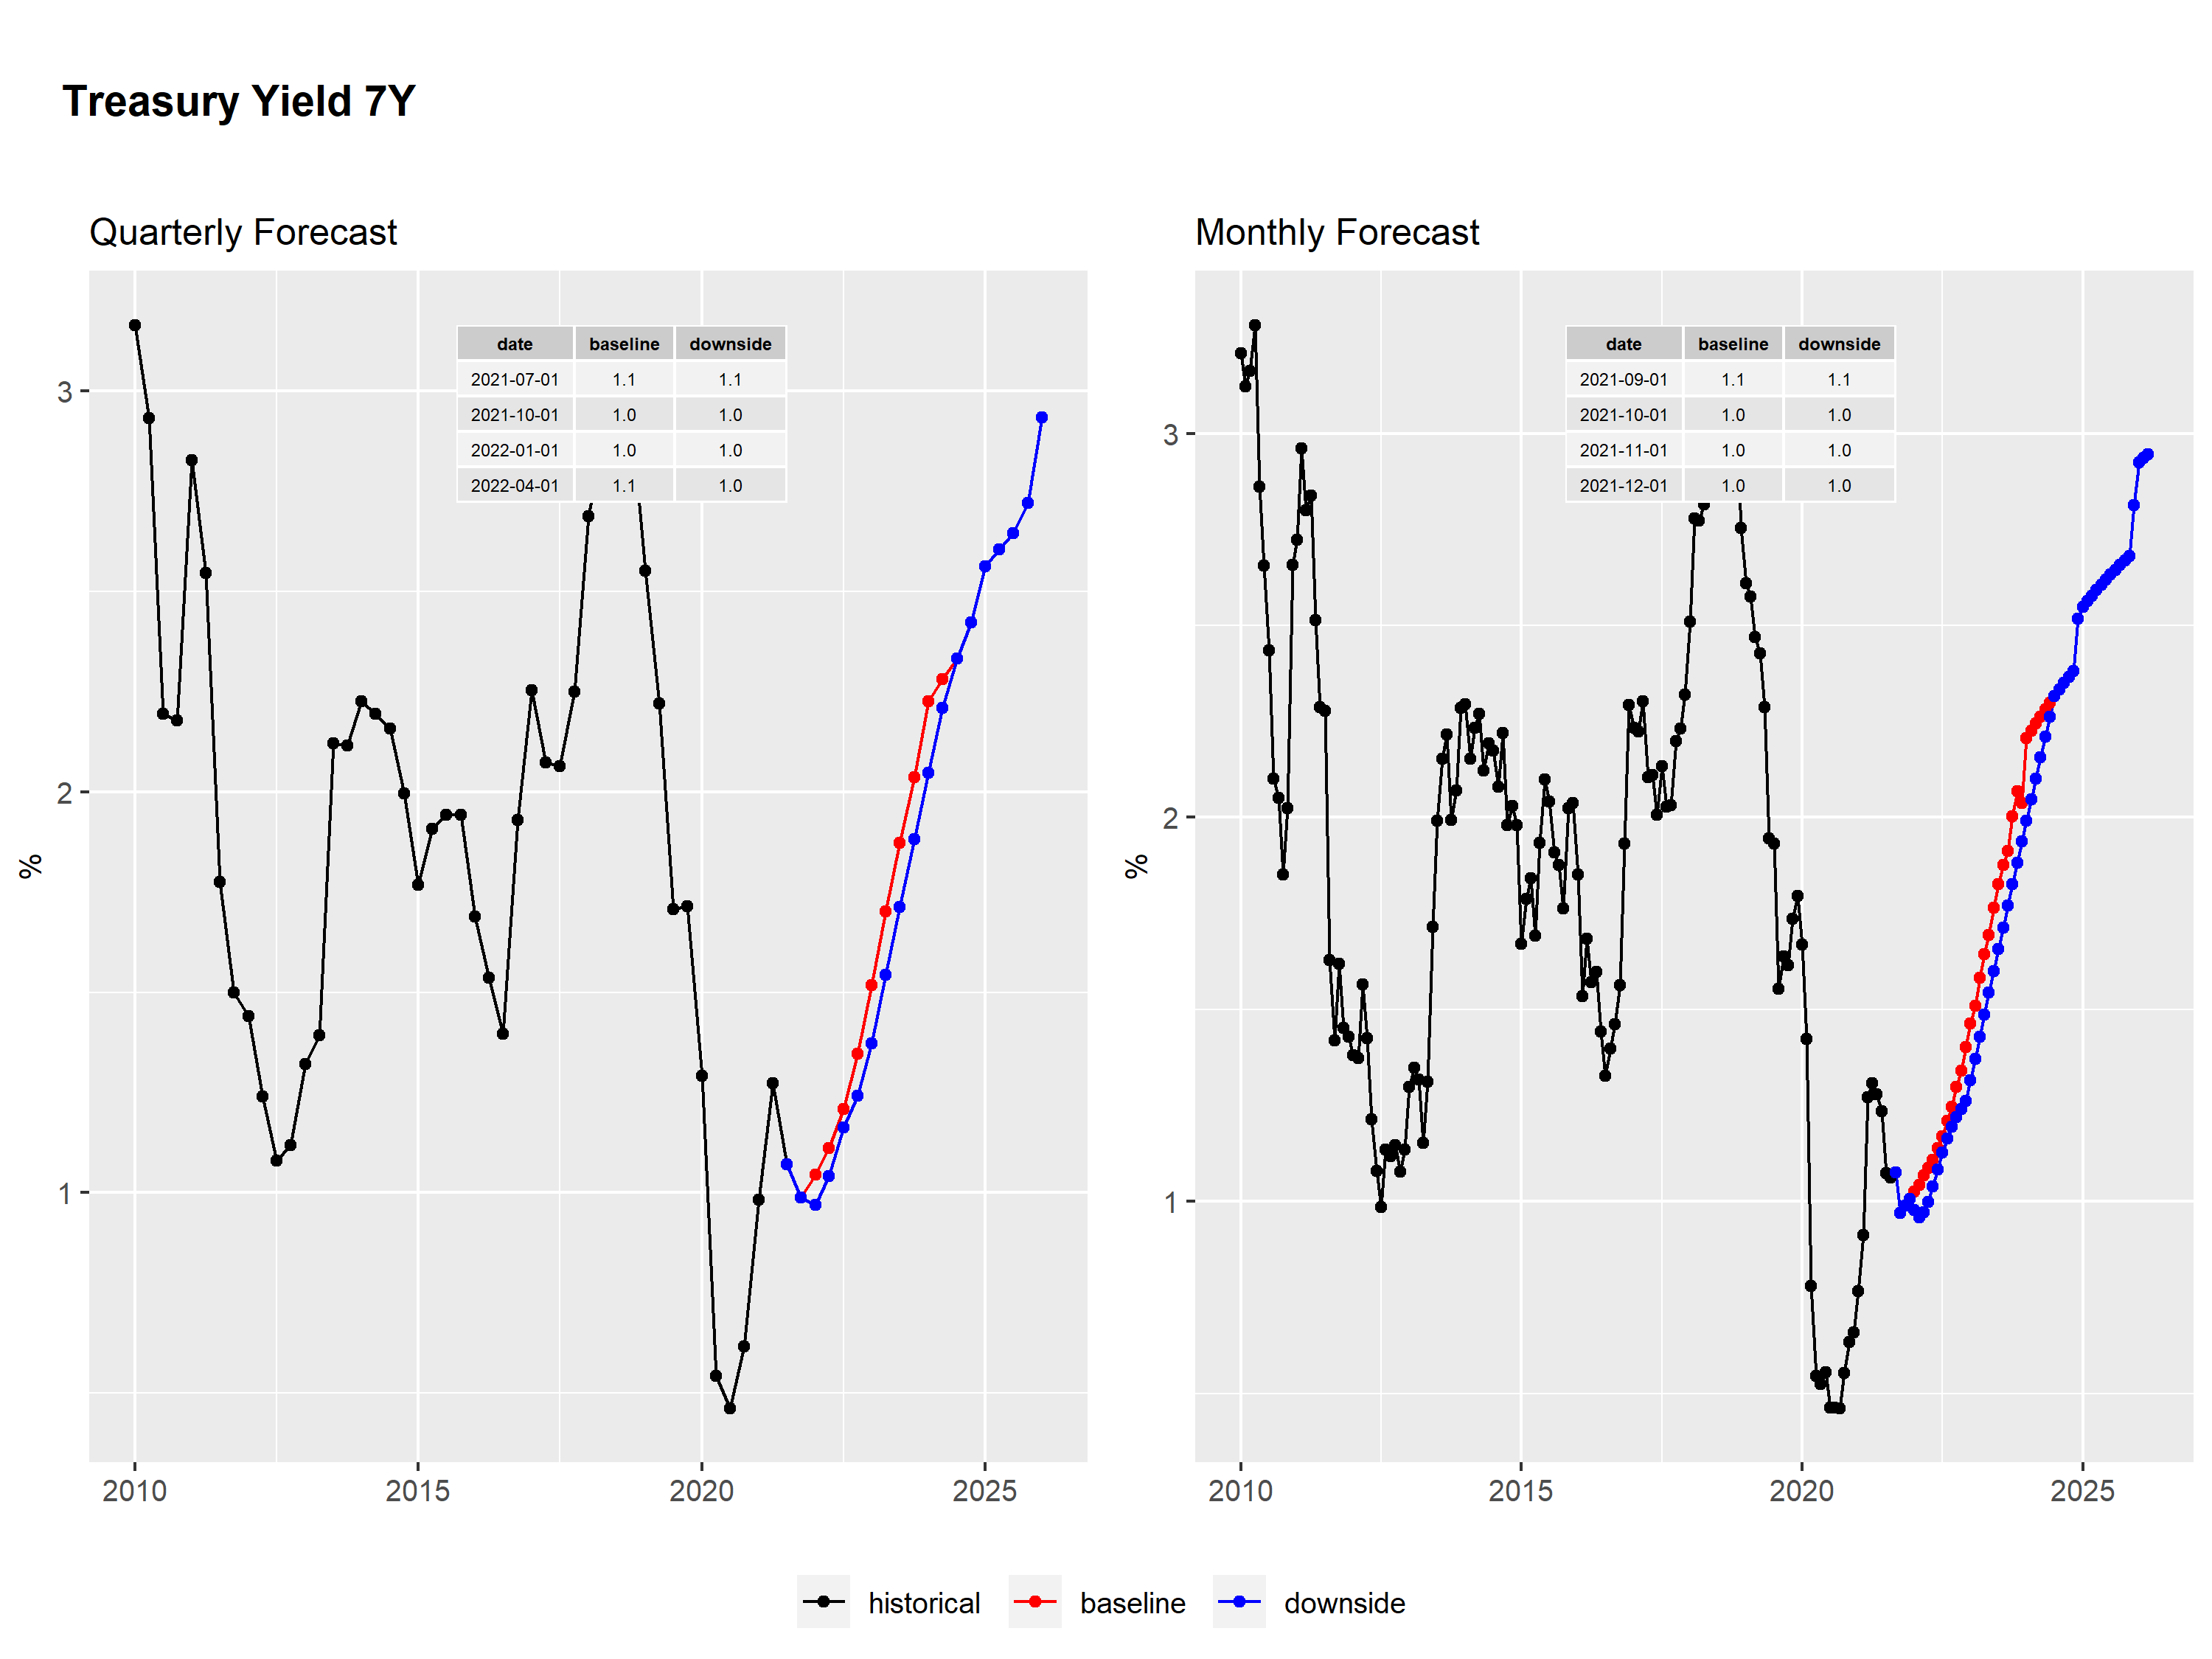 Treasury Yield 7Y
Quarterly Forecast
date baseline downside
2021-07-01 1.1 1.1
2021-10-01 1.0 1.0
2022-01-01 1.0 1.0
2022-04-01 1.1 1.0
3
2
1
%
2010 2015 2020 2025
Monthly Forecast
date baseline downside
2021-09-01 1.1 1.1
2021-10-01 1.0 1.0
2021-11-01 1.0 1.0
2021-12-01 1.0 1.0
3
2
1
%
2010 2015 2020 2025
historical baseline downside